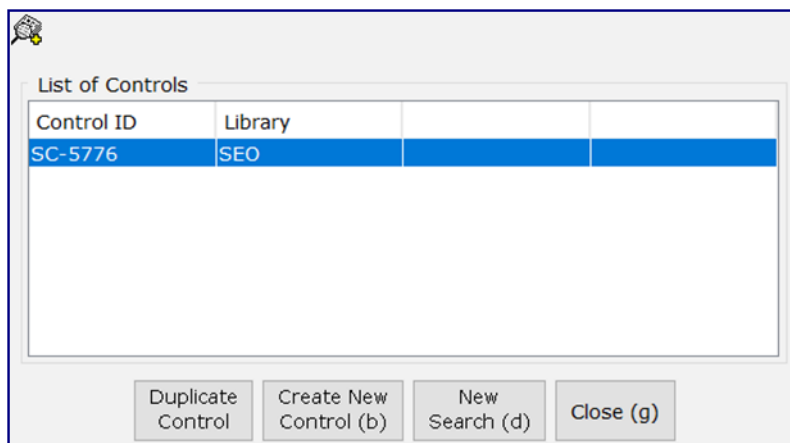 List of Controls
Control ID Library
SC-5776 SEO
Duplicate Control
Create New Control (b)
New Search (d)
Close (g)